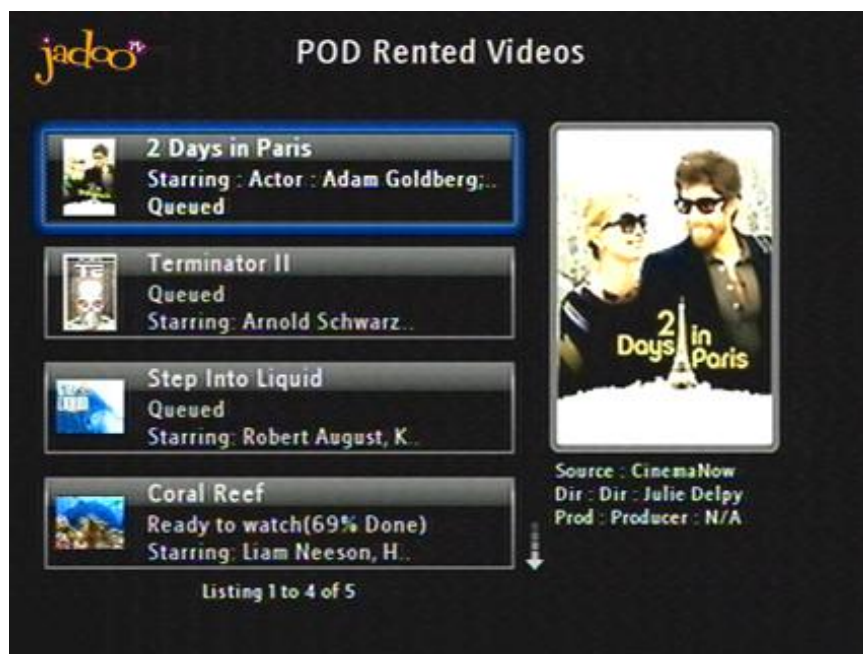 jadoo TV
POD Rented Videos
2 Days in Paris
Starring : Actor : Adam Goldberg;..
Queued
Terminator II
Queued
Starring: Arnold Schwarz..
Step Into Liquid
Queued
Starring: Robert August, K..
Coral Reef
Ready to watch(69% Done)
Starring: Liam Neeson, H..
Listing 1 to 4 of 5
2
Days in
Paris
Source : CinemaNow
Dir : Dir : Julie Delpy
Prod : Producer : N/A